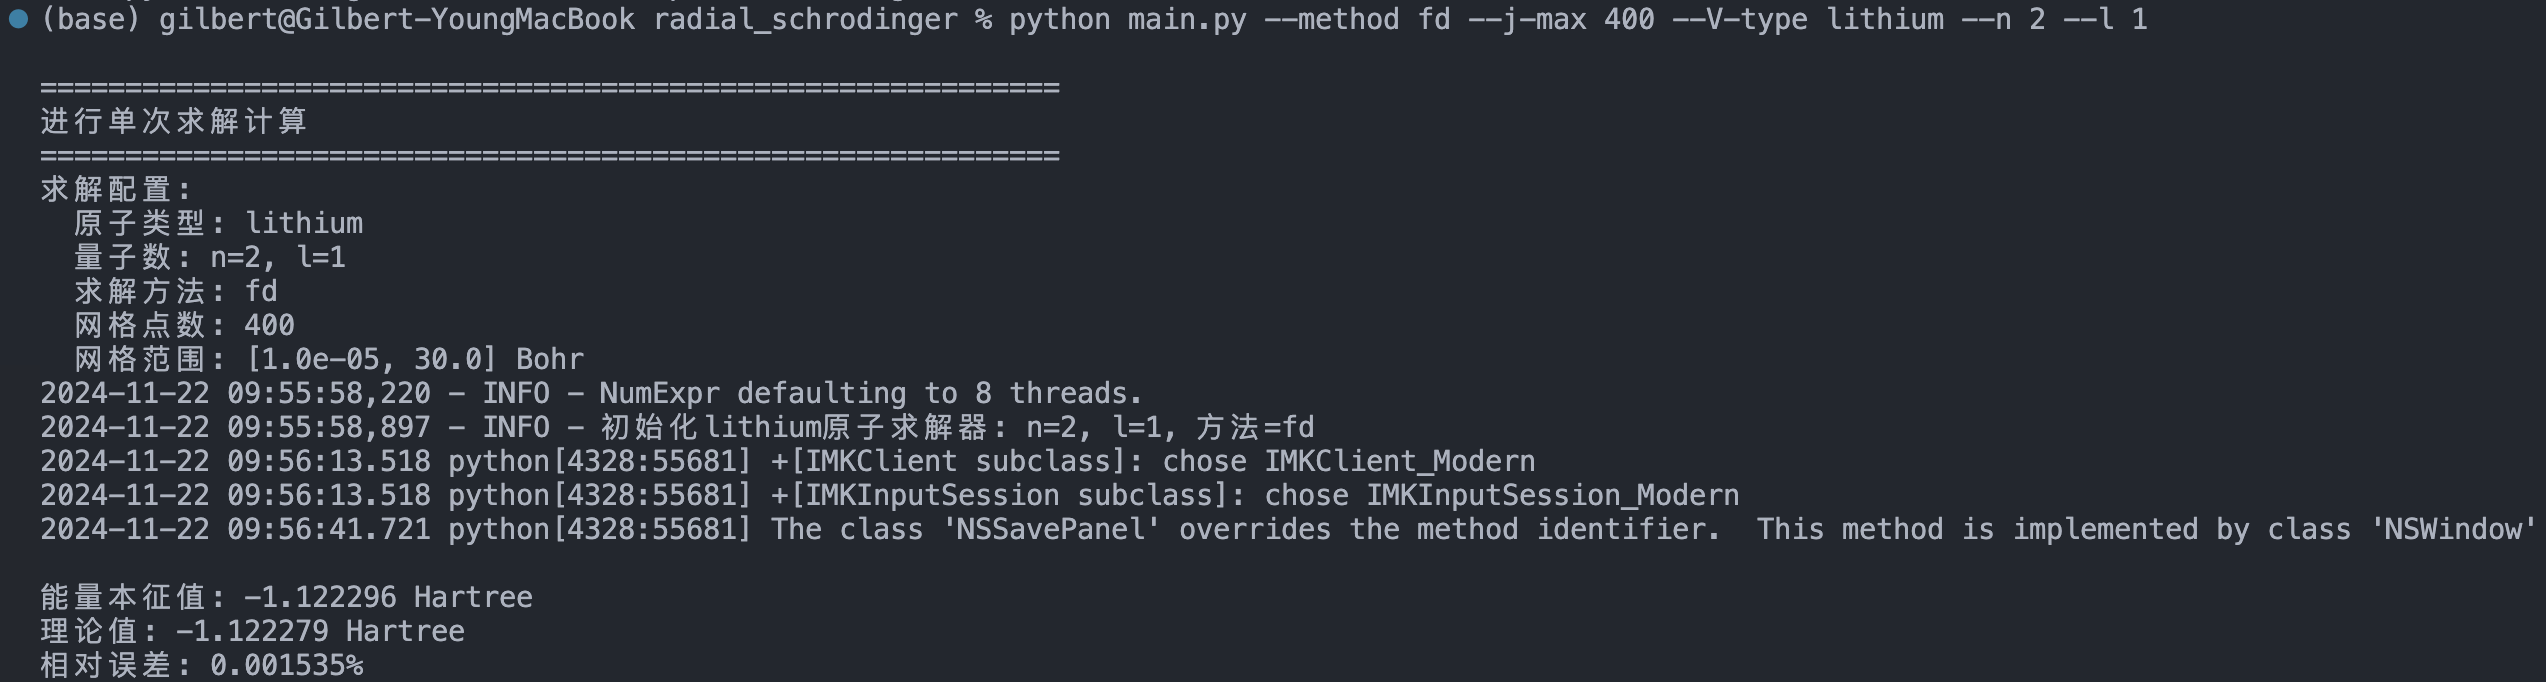 (base) gilbert@Gilbert-YoungMacBook radial_schrodinger % python main.py --method fd --j-max 400 --V-type lithium --n 2 --l 1
============================================================
进行单次求解计算
============================================================
求解配置:
原子类型: lithium
量子数: n=2, l=1
求解方法: fd
网格点数: 400
网格范围: [1.0e-05, 30.0] Bohr
2024-11-22 09:55:58,220 - INFO - NumExpr defaulting to 8 threads.
2024-11-22 09:55:58,897 - INFO - 初始化lithium原子求解器: n=2, l=1, 方法=fd
2024-11-22 09:56:13.518 python[4328:55681] +[IMKClient subclass]: chose IMKClient_Modern
2024-11-22 09:56:13.518 python[4328:55681] +[IMKInputSession subclass]: chose IMKInputSession_Modern
2024-11-22 09:56:41.721 python[4328:55681] The class 'NSSavePanel' overrides the method identifier.  This method is implemented by class 'NSWindow'
能量本征值: -1.122296 Hartree
理论值: -1.122279 Hartree
相对误差: 0.001535%